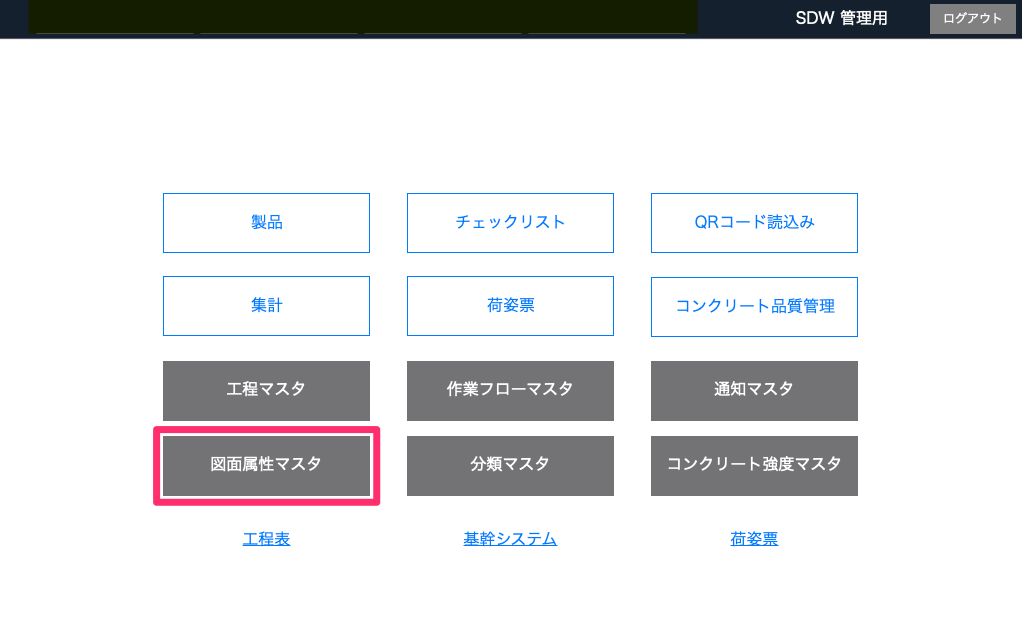 SDW 管理用
ログアウト
製品
チェックリスト
QRコード読込み
集計
荷姿票
コンクリート品質管理
工程マスタ
作業フローマスタ
通知マスタ
図面属性マスタ
分類マスタ
コンクリート強度マスタ
工程表
基幹システム
荷姿票